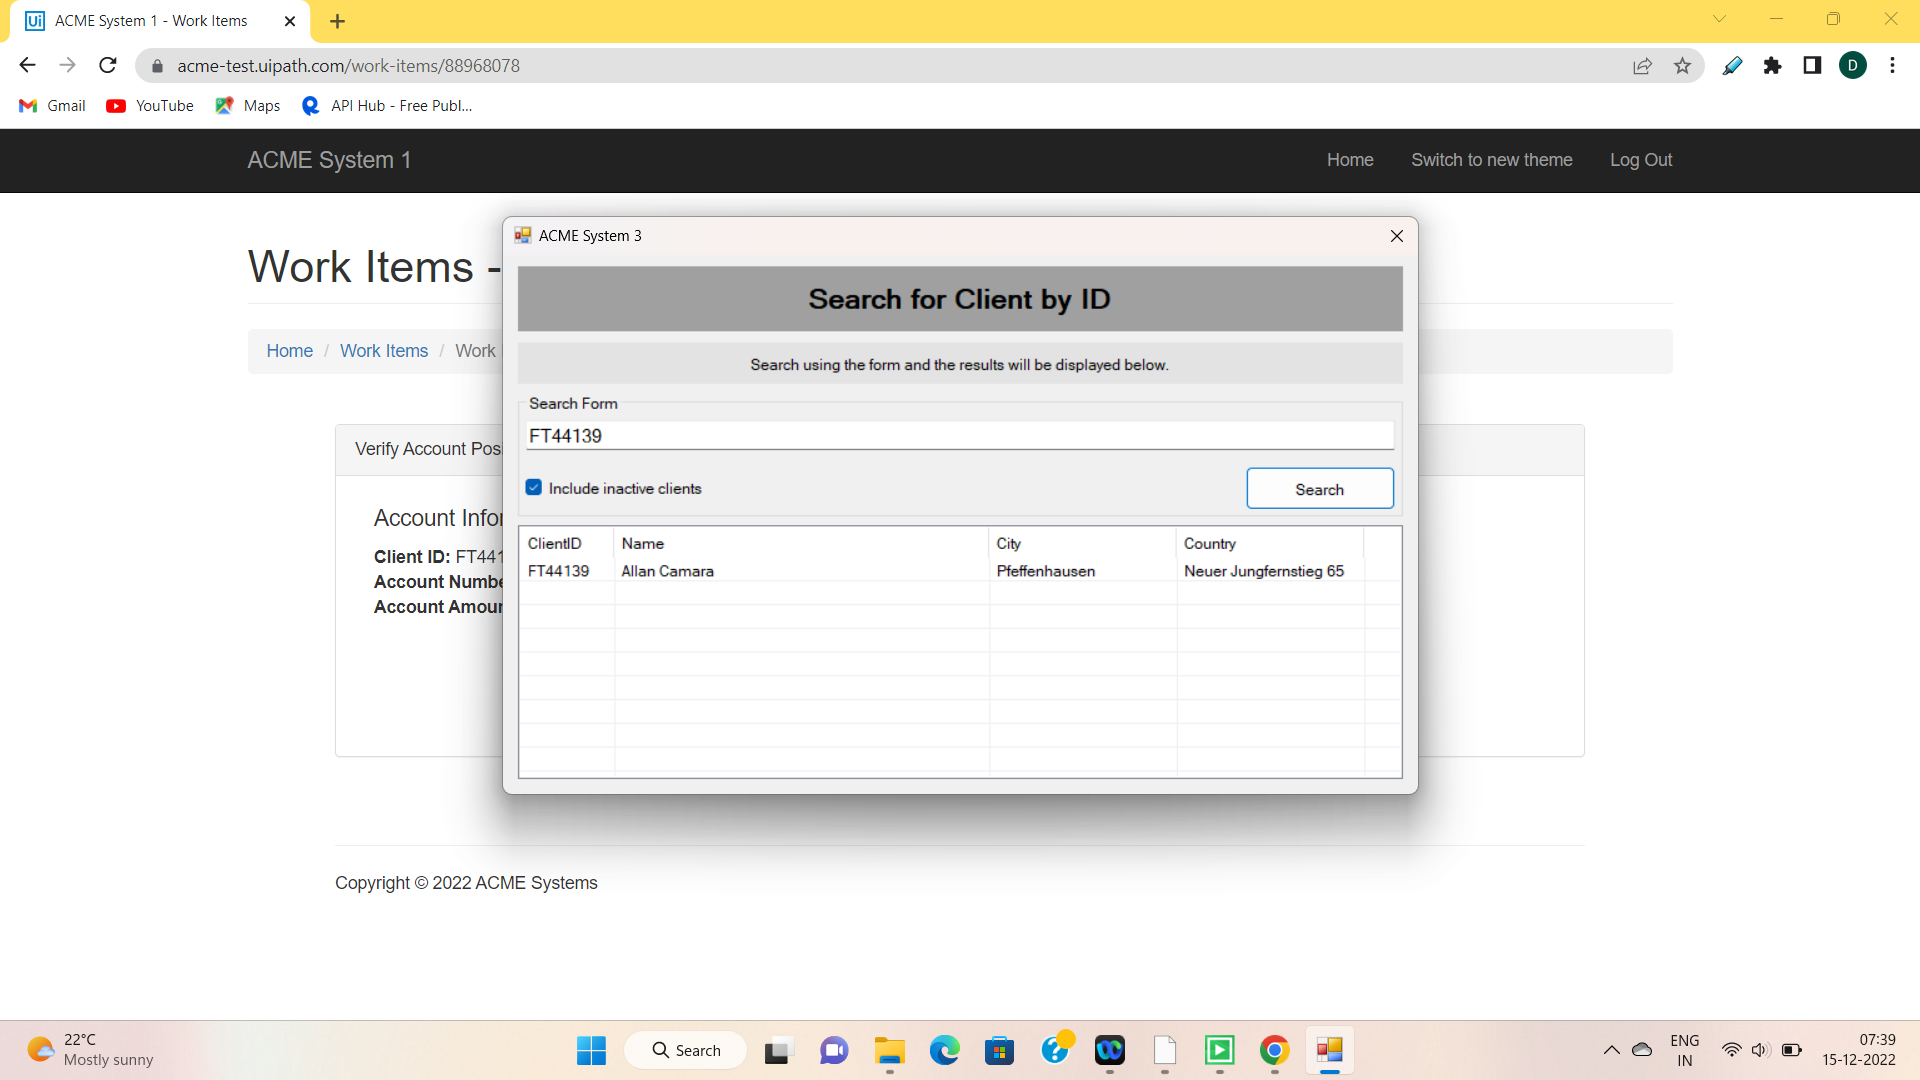 ACME System 1 - Work Items
acme-test.uipath.com/work-items/88968078
D
Gmail YouTube Maps API Hub - Free Publ...
ACME System 1 Home Switch to new theme Log Out
Work Items -
Home / Work Items / Work
Verify Account Posi
Account Infor
Client ID: FT441
Account Numbe
Account Amour
ACME System 3
Search for Client by ID
Search using the form and the results will be displayed below.
Search Form
FT44139
Include inactive clients Search
ClientID Name City Country
FT44139 Allan Camara Pfeffenhausen Neuer Jungfernstieg 65
Copyright © 2022 ACME Systems
22°C
Mostly sunny
Search
ENG
IN
07:39
15-12-2022